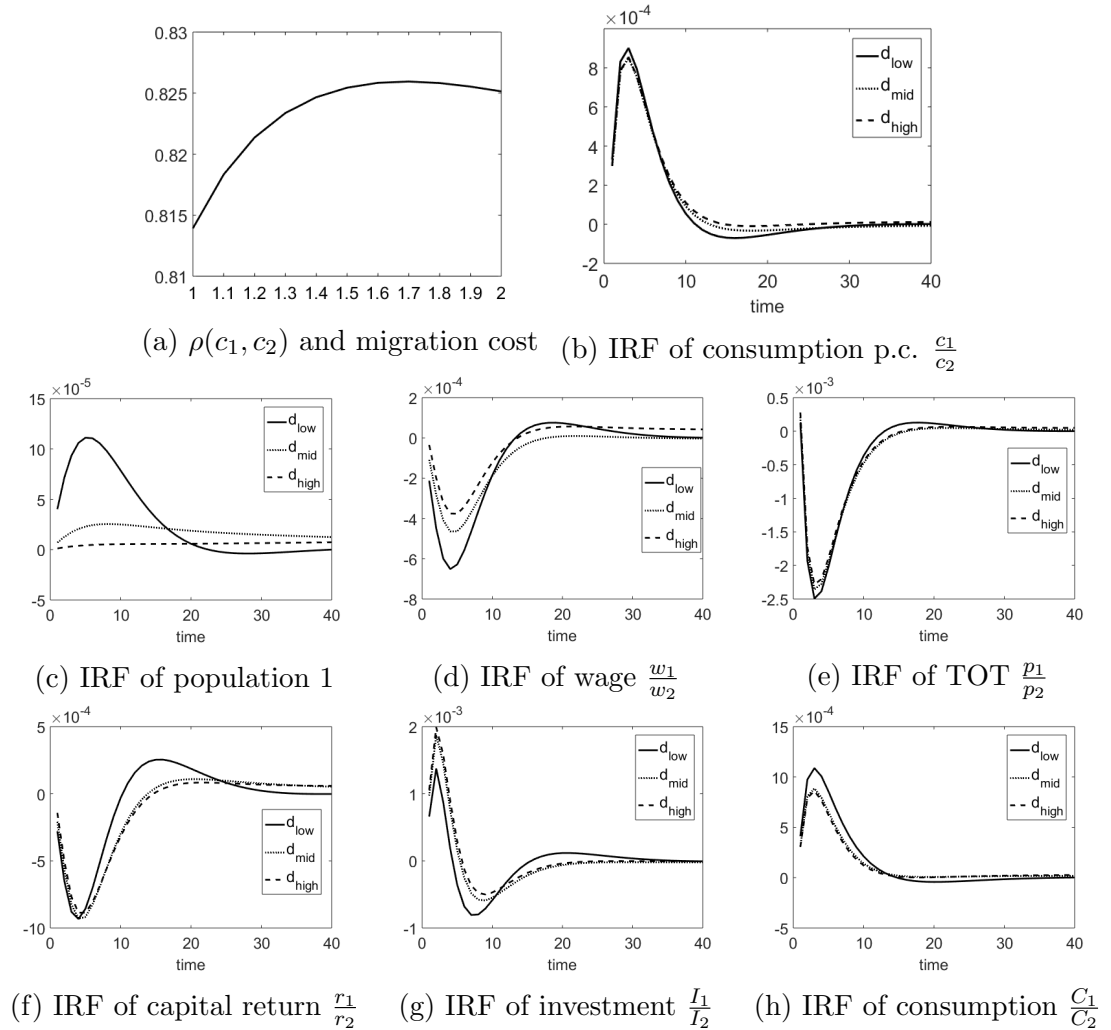 0.83
0.825
0.82
0.815
0.81
1 1.1 1.2 1.3 1.4 1.5 1.6 1.7 1.8 1.9 2
(a) ρ(c₁, c₂) and migration cost
×10⁻⁴
8
6
4
2
0
-2
0 10 20 30 40
time
d_low
d_mid
d_high
(b) IRF of consumption p.c. c₁/c₂
×10⁻⁵
15
10
5
0
-5
0 10 20 30 40
time
d_low
d_mid
d_high
(c) IRF of population 1
×10⁻⁴
2
0
-2
-4
-6
-8
0 10 20 30 40
time
d_low
d_mid
d_high
(d) IRF of wage w₁/w₂
×10⁻³
0.5
0
-0.5
-1
-1.5
-2
-2.5
0 10 20 30 40
time
d_low
d_mid
d_high
(e) IRF of TOT p₁/p₂
×10⁻⁴
5
0
-5
-10
0 10 20 30 40
time
d_low
d_mid
d_high
(f) IRF of capital return r₁/r₂
×10⁻³
2
1
0
-1
0 10 20 30 40
time
d_low
d_mid
d_high
(g) IRF of investment I₁/I₂
×10⁻⁴
15
10
5
0
-5
0 10 20 30 40
time
d_low
d_mid
d_high
(h) IRF of consumption C₁/C₂